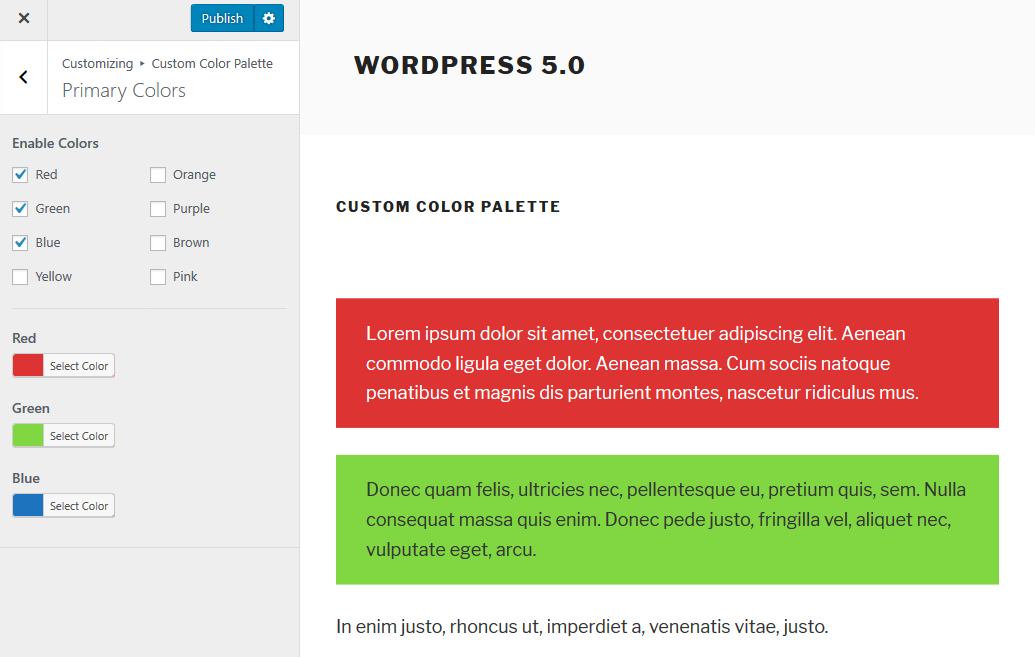 Publish
Customizing ▸ Custom Color Palette
Primary Colors
Enable Colors
Red
Orange
Green
Purple
Blue
Brown
Yellow
Pink
Red
Select Color
Green
Select Color
Blue
Select Color
WORDPRESS 5.0
CUSTOM COLOR PALETTE
Lorem ipsum dolor sit amet, consectetuer adipiscing elit. Aenean
commodo ligula eget dolor. Aenean massa. Cum sociis natoque
penatibus et magnis dis parturient montes, nascetur ridiculus mus.
Donec quam felis, ultricies nec, pellentesque eu, pretium quis, sem. Nulla
consequat massa quis enim. Donec pede justo, fringilla vel, aliquet nec,
vulputate eget, arcu.
In enim justo, rhoncus ut, imperdiet a, venenatis vitae, justo.